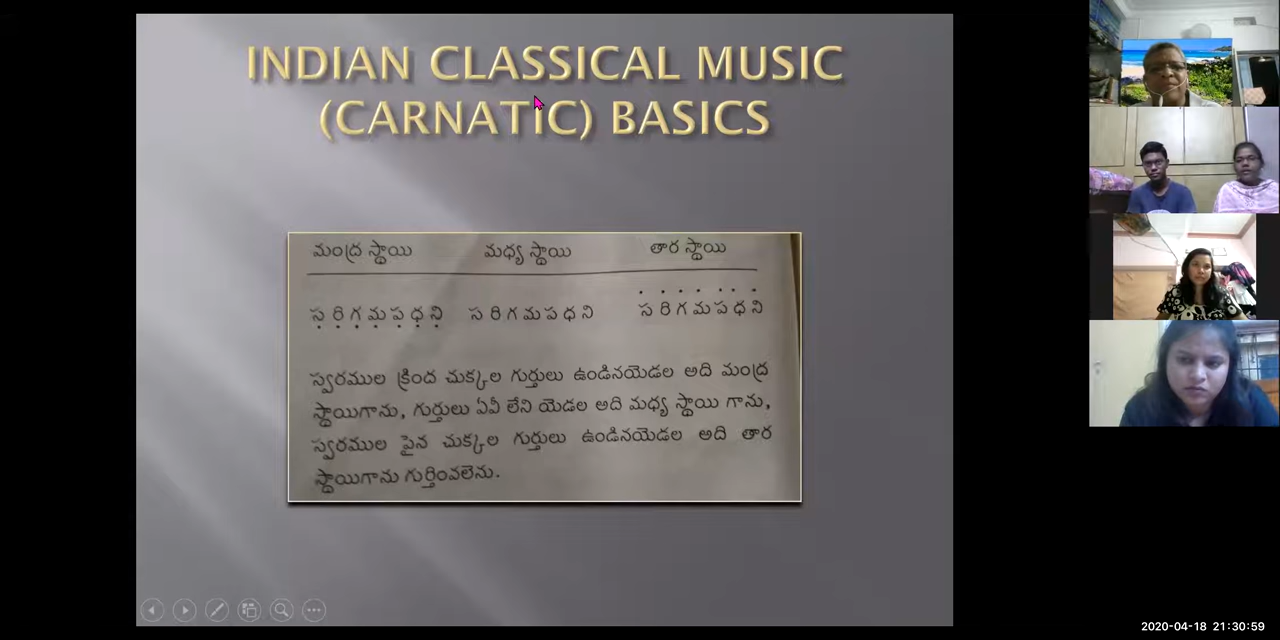 INDIAN CLASSICAL MUSIC
(CARNATIC) BASICS
మంద్ర స్థాయి మధ్య స్థాయి తార స్థాయి
స̣ రి̣ గ̣ మ̣ ప̣ ధ̣ ని̣ స రి గ మ ప ధ ని స̇ రి̇ గ̇ మ̇ ప̇ ధ̇ ని̇
స్వరముల క్రింద చుక్కల గుర్తులు ఉండినయెడల అది మంద్ర
స్థాయిగాను, గుర్తులు ఏవీ లేని యెడల అది మధ్య స్థాయి గాను,
స్వరముల పైన చుక్కల గుర్తులు ఉండినయెడల అది తార
స్థాయిగాను గుర్తింవలెను.
2020-04-18 21:30:59